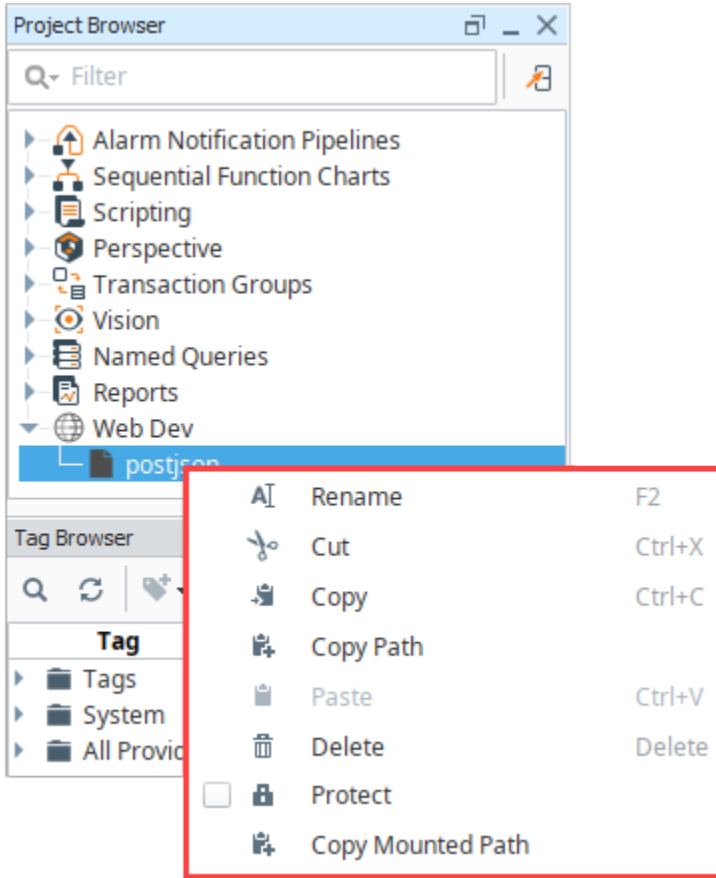 Project Browser
Filter
Alarm Notification Pipelines
Sequential Function Charts
Scripting
Perspective
Transaction Groups
Vision
Named Queries
Reports
Web Dev
postjson
Rename F2
Cut Ctrl+X
Copy Ctrl+C
Copy Path
Paste Ctrl+V
Delete Delete
Protect
Copy Mounted Path
Tag Browser
Tag
Tags
System
All Provid